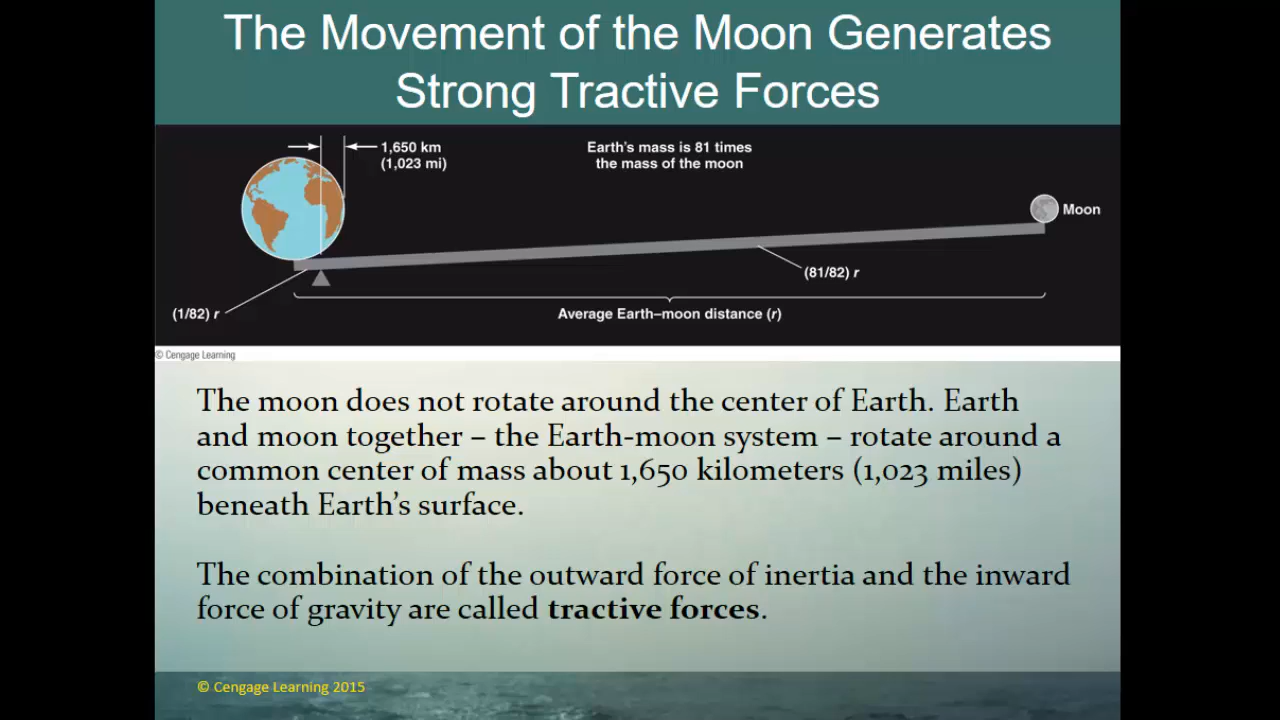 The Movement of the Moon Generates
Strong Tractive Forces
1,650 km
(1,023 mi)
Earth's mass is 81 times
the mass of the moon
Moon
(81/82) r
(1/82) r
Average Earth–moon distance (r)
© Cengage Learning
The moon does not rotate around the center of Earth. Earth
and moon together – the Earth-moon system – rotate around a
common center of mass about 1,650 kilometers (1,023 miles)
beneath Earth's surface.
The combination of the outward force of inertia and the inward
force of gravity are called tractive forces.
© Cengage Learning 2015